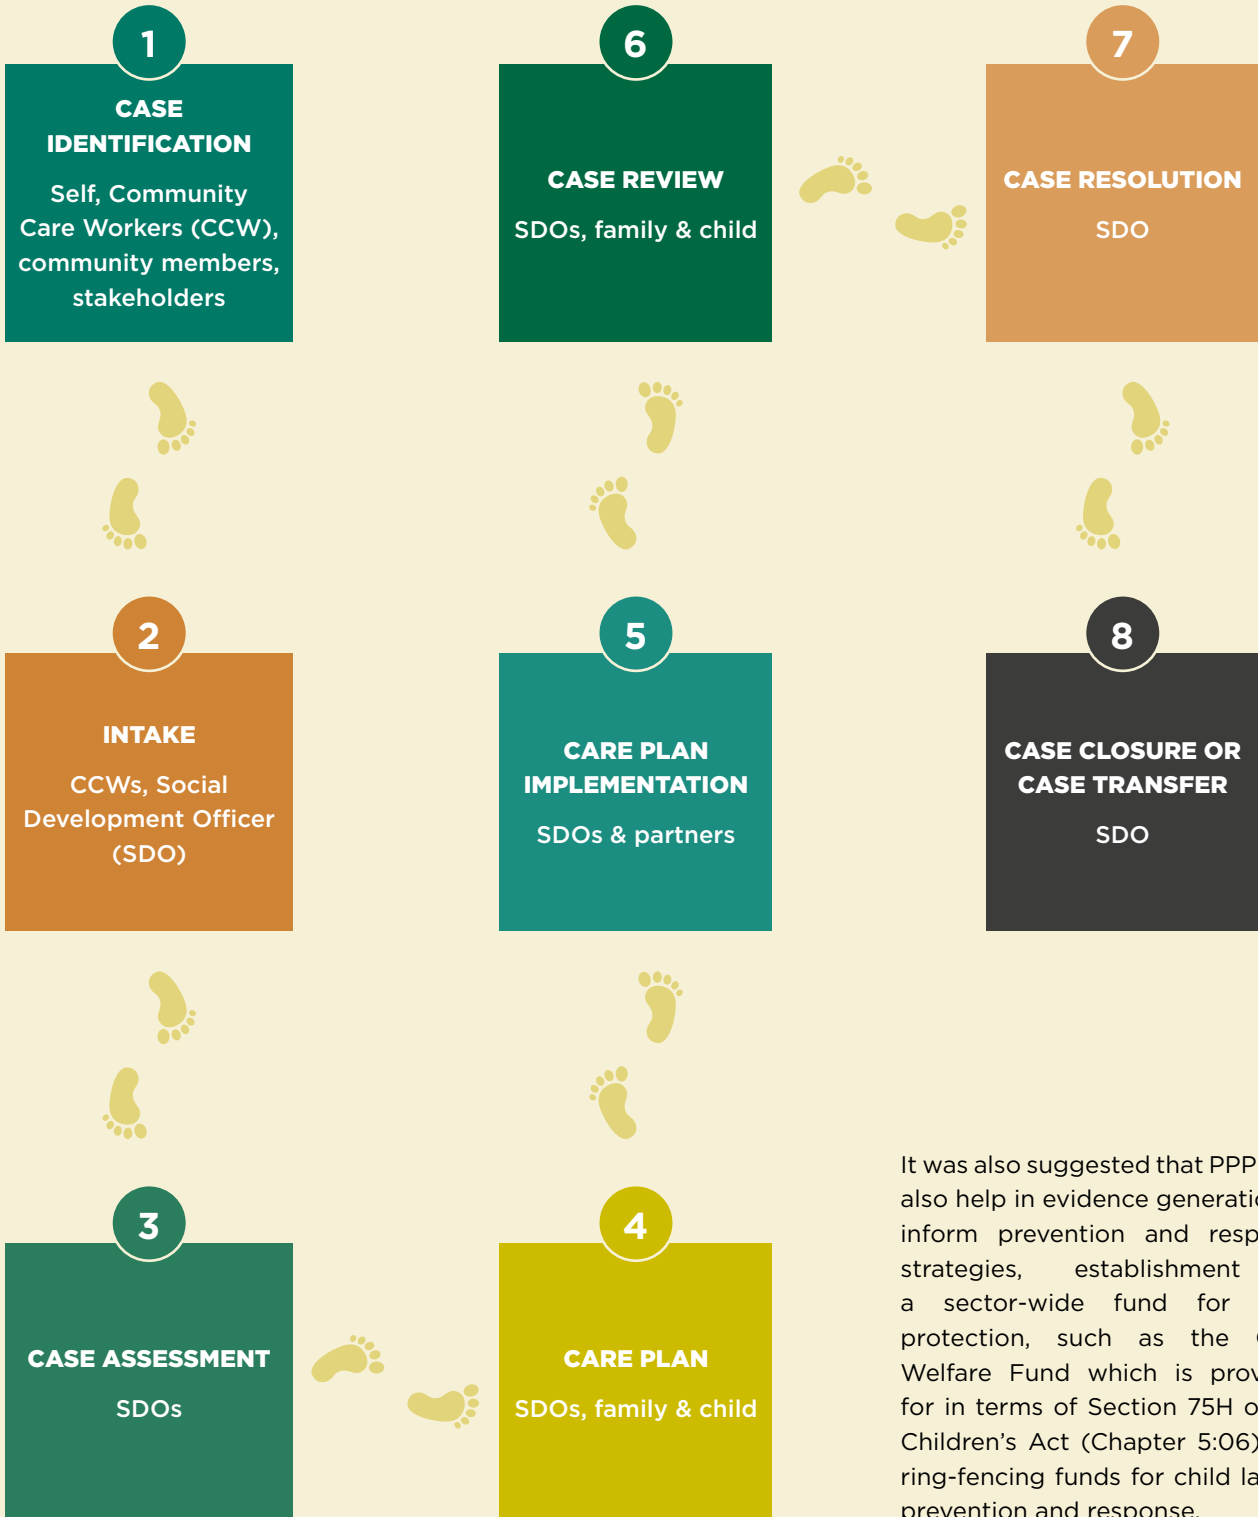 1
CASE
IDENTIFICATION
Self, Community
Care Workers (CCW),
community members,
stakeholders
2
INTAKE
CCWs, Social
Development Officer
(SDO)
3
CASE ASSESSMENT
SDOs
4
CARE PLAN
SDOs, family & child
5
CARE PLAN
IMPLEMENTATION
SDOs & partners
6
CASE REVIEW
SDOs, family & child
7
CASE RESOLUTION
SDO
8
CASE CLOSURE OR
CASE TRANSFER
SDO
It was also suggested that PPP
also help in evidence generatio
inform prevention and resp
strategies, establishment
a sector-wide fund for
protection, such as the
Welfare Fund which is prov
for in terms of Section 75H o
Children's Act (Chapter 5:06)
ring-fencing funds for child la
prevention and response.